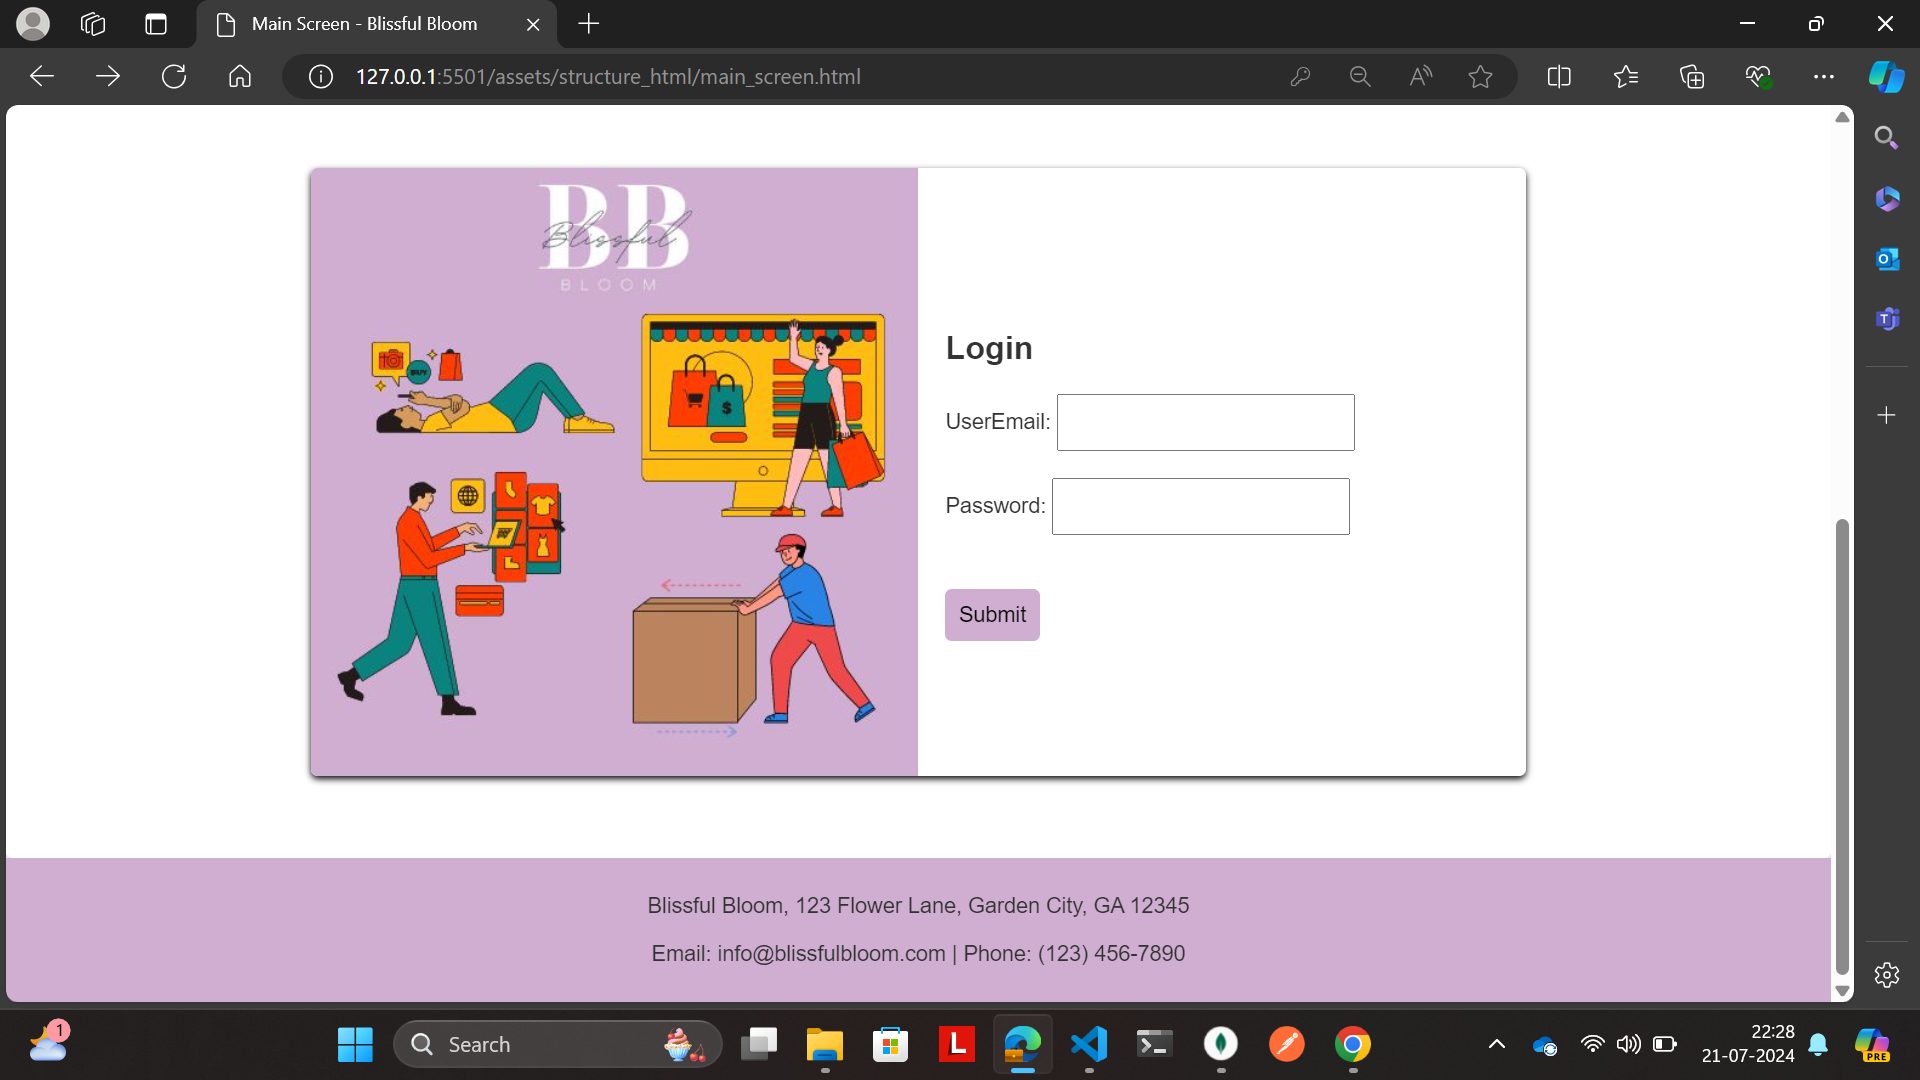 Main Screen - Blissful Bloom
127.0.0.1:5501/assets/structure_html/main_screen.html
BB
Blissful
BLOOM
BUY
$
Login
UserEmail:
Password:
Submit
Blissful Bloom, 123 Flower Lane, Garden City, GA 12345
Email: info@blissfulbloom.com | Phone: (123) 456-7890
1
Search
L
22:28
21-07-2024
PRE